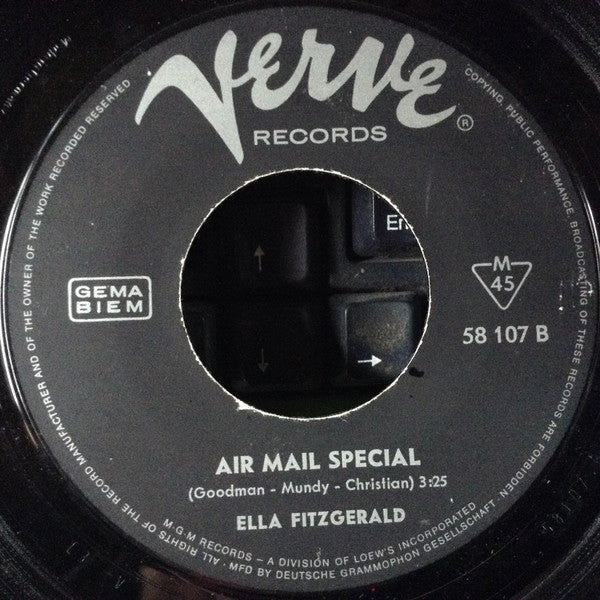 Verve
RECORDS
®
GEMA
BIEM
M
45
58 107 B
En
AIR MAIL SPECIAL
(Goodman - Mundy - Christian) 3:25
ELLA FITZGERALD
ALL RIGHTS OF THE RECORD MANUFACTURER AND OF THE OWNER OF THE WORK RECORDED RESERVED
COPYING, PUBLIC PERFORMANCE, BROADCASTING OF THESE RECORDS ARE FORBIDDEN
M·G·M RECORDS – A DIVISION OF LOEW'S INCORPORATED
· MFD BY DEUTSCHE GRAMMOPHON GESELLSCHAFT ·